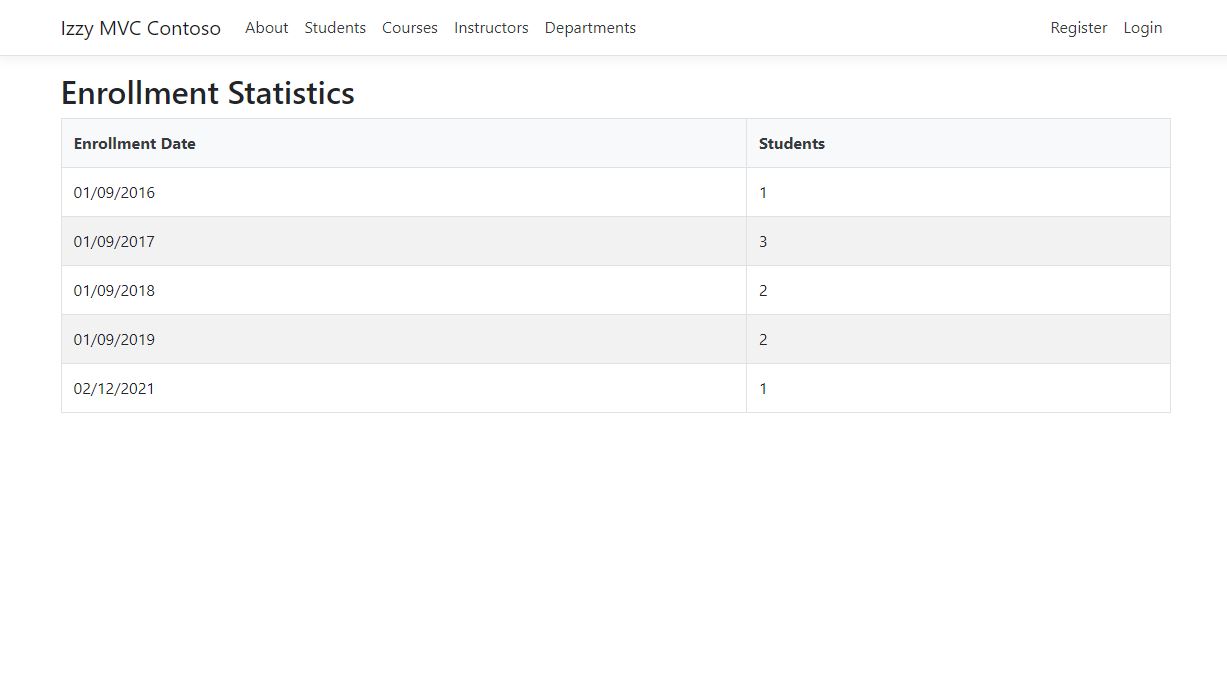 Izzy MVC Contoso About Students Courses Instructors Departments Register Login
Enrollment Statistics
Enrollment Date Students
01/09/2016 1
01/09/2017 3
01/09/2018 2
01/09/2019 2
02/12/2021 1